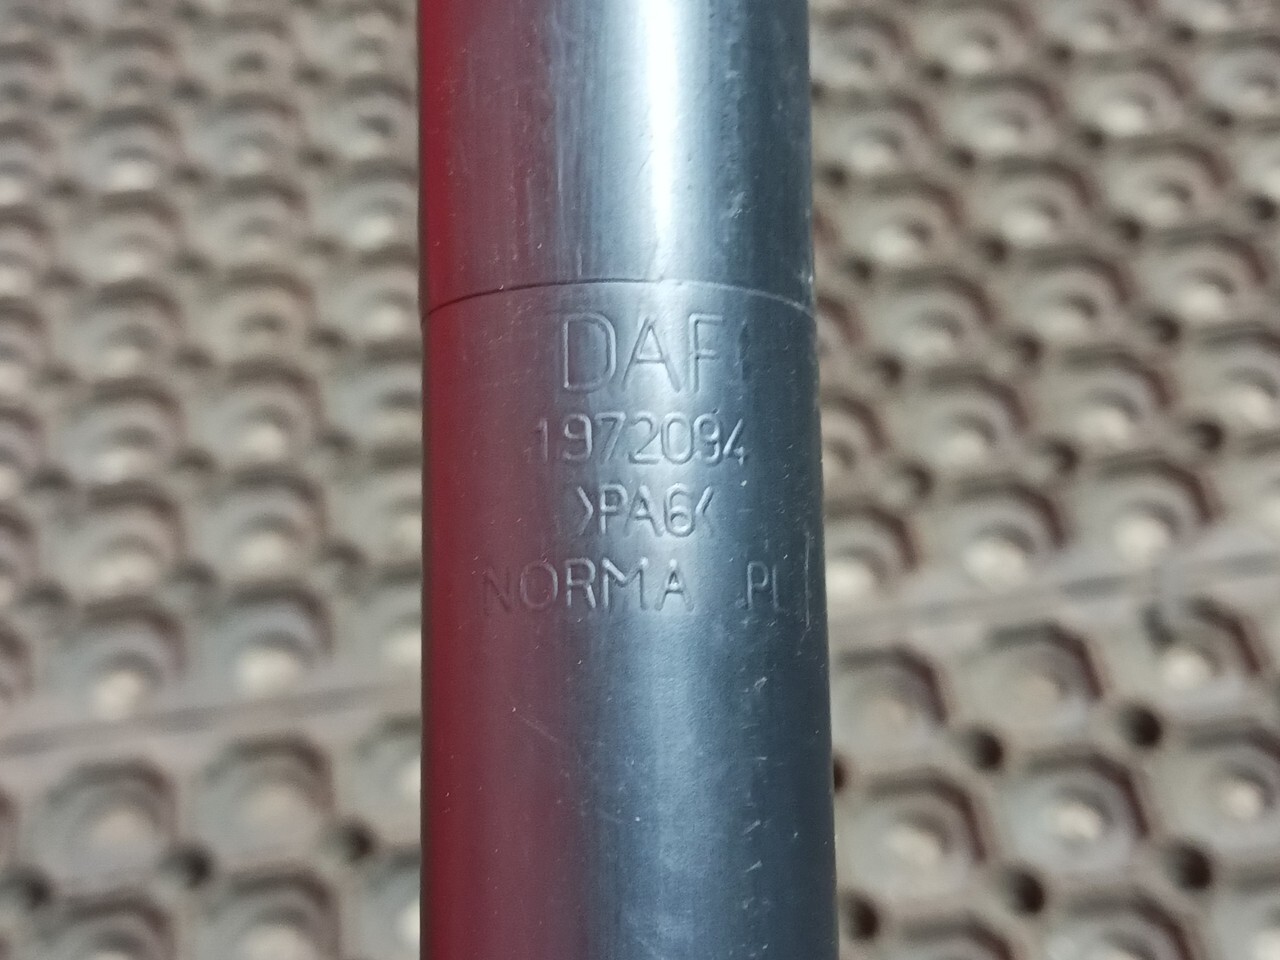 DAF
1972094
>PA6<
NORMA PL